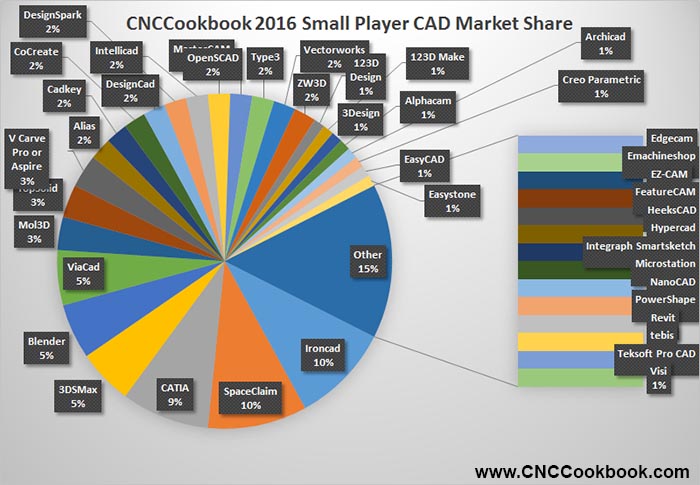 CNCCookbook 2016 Small Player CAD Market Share
DesignSpark
2%
CoCreate
2%
Cadkey
2%
V Carve
Pro or
Aspire
3%
3%
Mol3D
3%
ViaCad
5%
Blender
5%
3DSMax
5%
CATIA
9%
SpaceClaim
10%
Ironcad
10%
Other
15%
Alias
2%
DesignCad
2%
Intellicad
2%
OpenSCAD
2%
Type3
2%
Vectorworks
2%
ZW3D
2%
123D
Design
1%
3Design
1%
123D Make
1%
Alphacam
1%
Archicad
1%
Creo Parametric
1%
EasyCAD
1%
Easystone
1%
Edgecam
Emachineshop
EZ-CAM
FeatureCAM
HeeksCAD
Hypercad
Integraph Smartsketch
Microstation
NanoCAD
PowerShape
Revit
tebis
Teksoft Pro CAD
Visi
1%
www.CNCCookbook.com